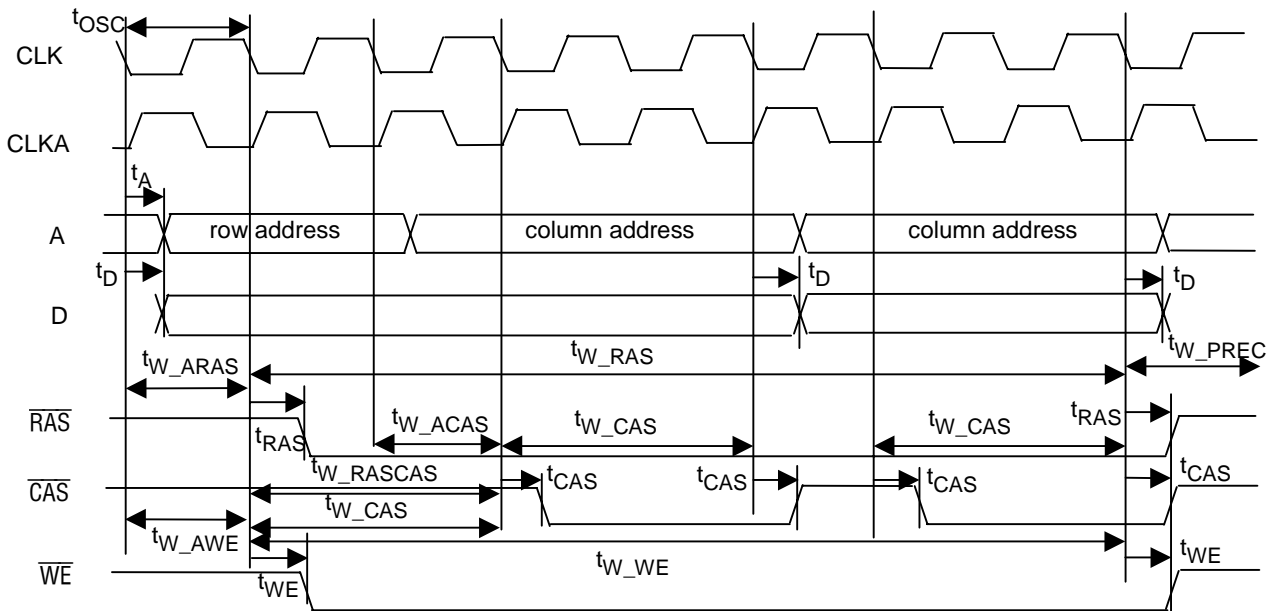 tOSC
CLK
CLKA
tA
A row address column address column address
tD tD tD
D
tW_RAS
tW_ARAS tW_PREC
RAS tRAS tW_ACAS tW_CAS tW_CAS tRAS
tW_RASCAS
CAS tCAS tCAS tCAS tCAS
tW_CAS
tW_AWE
tW_WE
WE tWE tWE